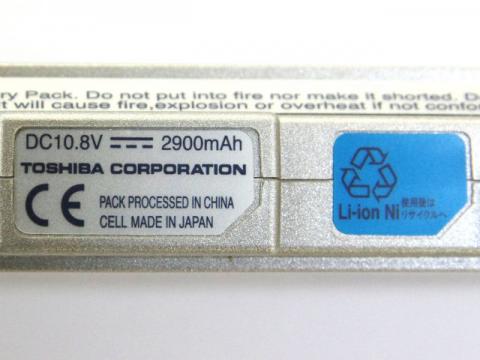 ry Pack. Do not put into fire nor make it shorted. Do
t will cause fire,explosion or overheat if not confor
DC10.8V 2900mAh
TOSHIBA CORPORATION
CE
PACK PROCESSED IN CHINA
CELL MADE IN JAPAN
Li-ion Ni
使用後は
リサイクルへ